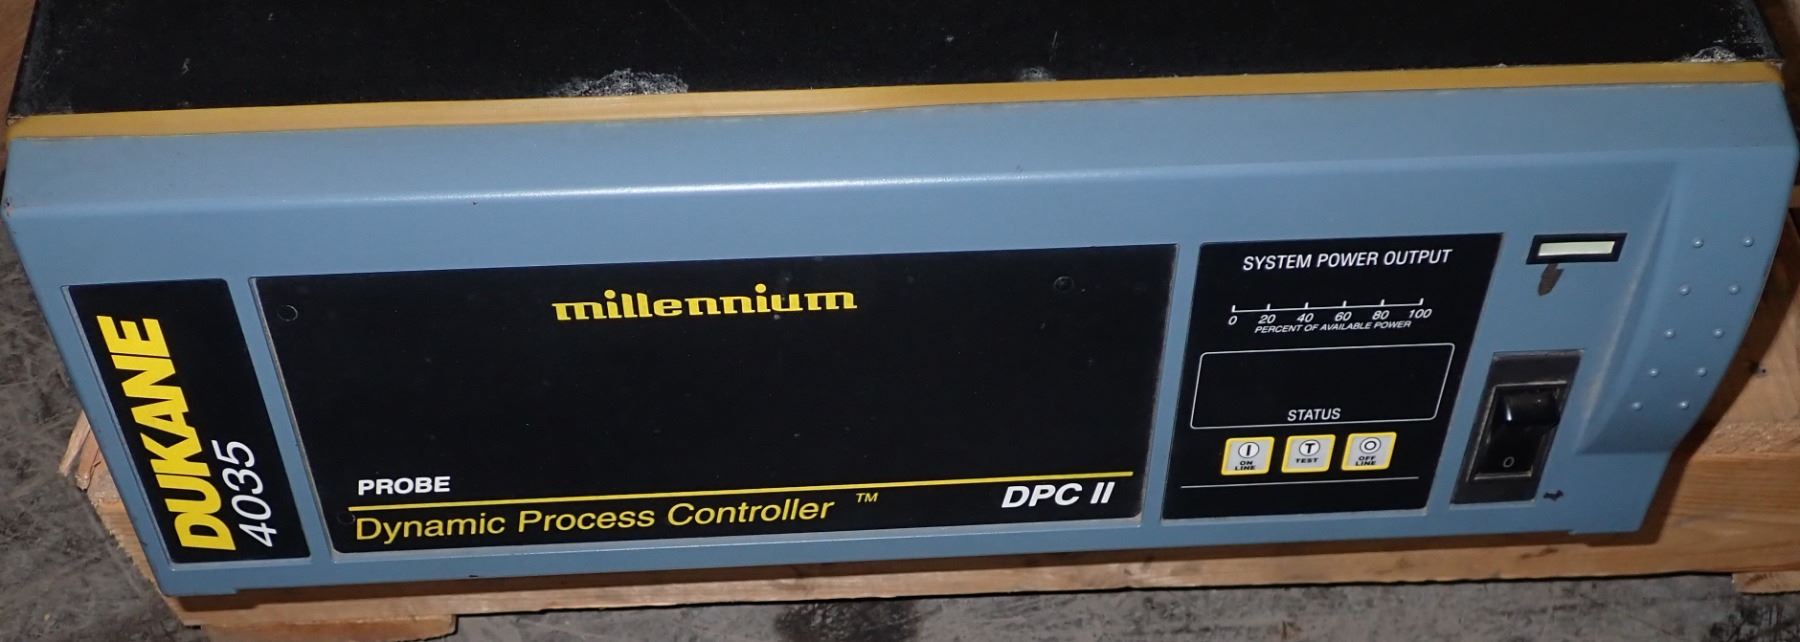 DUKANE
4035
millennium
PROBE
Dynamic Process Controller ™
DPC II
SYSTEM POWER OUTPUT
0 20 40 60 80 100
PERCENT OF AVAILABLE POWER
STATUS
I T O
ON LINE TEST OFF LINE
O